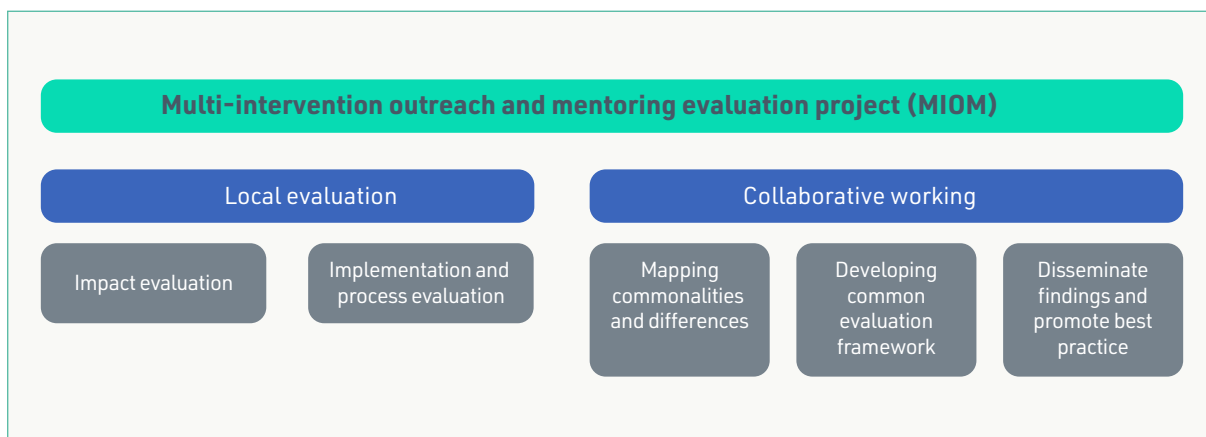 Multi-intervention outreach and mentoring evaluation project (MIOM)
Local evaluation
Collaborative working
Impact evaluation
Implementation and
process evaluation
Mapping
commonalities
and differences
Developing
common
evaluation
framework
Disseminate
findings and
promote best
practice